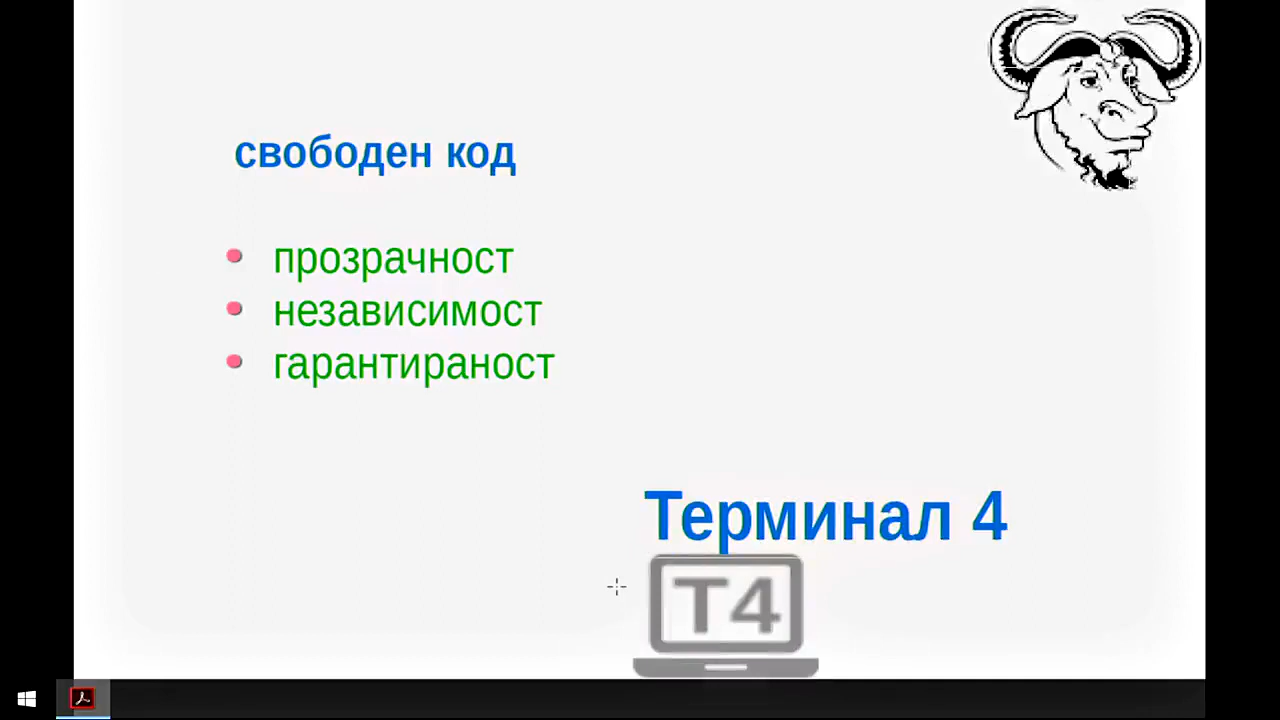 свободен код
прозрачност
независимост
гарантираност
Терминал 4
T4